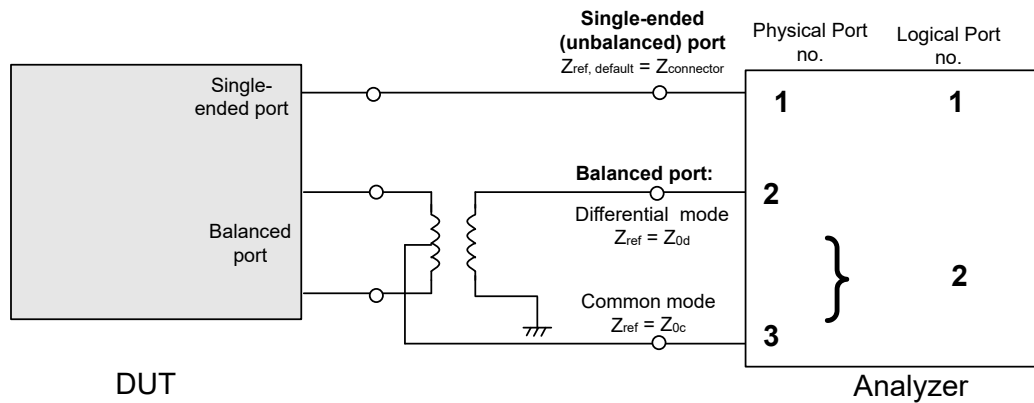 Single-ended
(unbalanced) port
Zref, default = Zconnector
Physical Port
no.
Logical Port
no.
Single-
ended port
1
1
Balanced port:
2
Differential mode
Zref = Z0d
Balanced
port
}
2
Common mode
Zref = Z0c
3
DUT
Analyzer